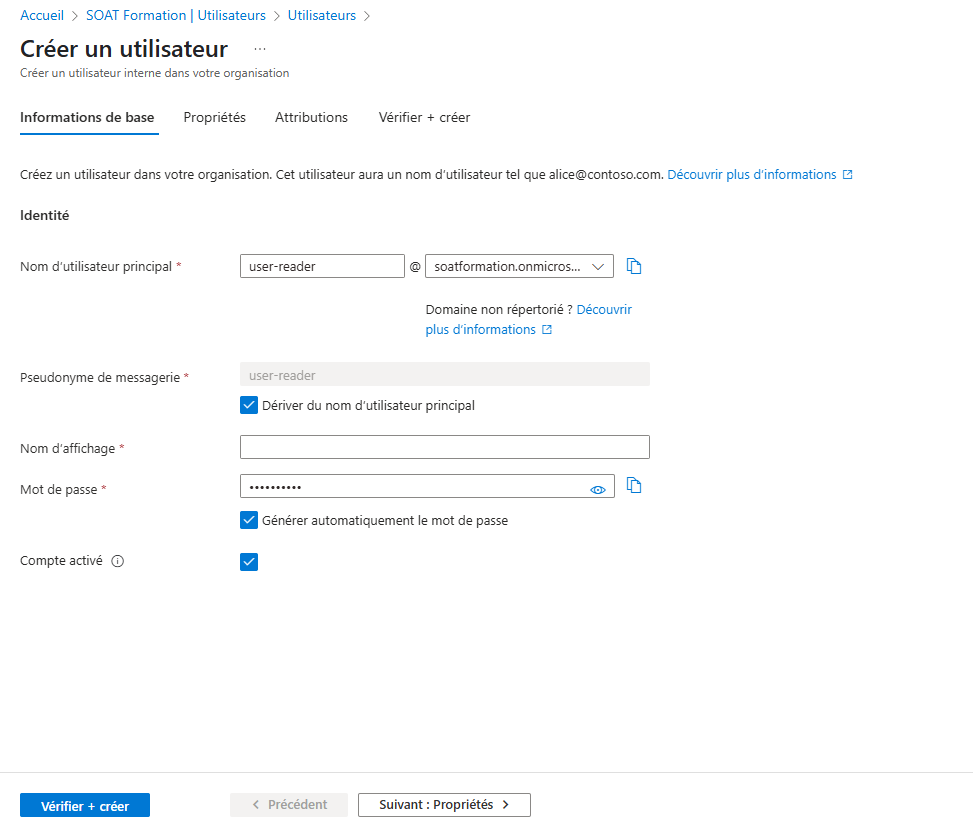 Accueil > SOAT Formation | Utilisateurs > Utilisateurs >
Créer un utilisateur ...
Créer un utilisateur interne dans votre organisation
Informations de base Propriétés Attributions Vérifier + créer
Créez un utilisateur dans votre organisation. Cet utilisateur aura un nom d’utilisateur tel que alice@contoso.com. Découvrir plus d’informations
Identité
Nom d’utilisateur principal * user-reader @ soatformation.onmicros...
Domaine non répertorié ? Découvrir
plus d’informations
Pseudonyme de messagerie * user-reader
Dériver du nom d’utilisateur principal
Nom d’affichage *
Mot de passe * ••••••••••
Générer automatiquement le mot de passe
Compte activé
Vérifier + créer < Précédent Suivant : Propriétés >